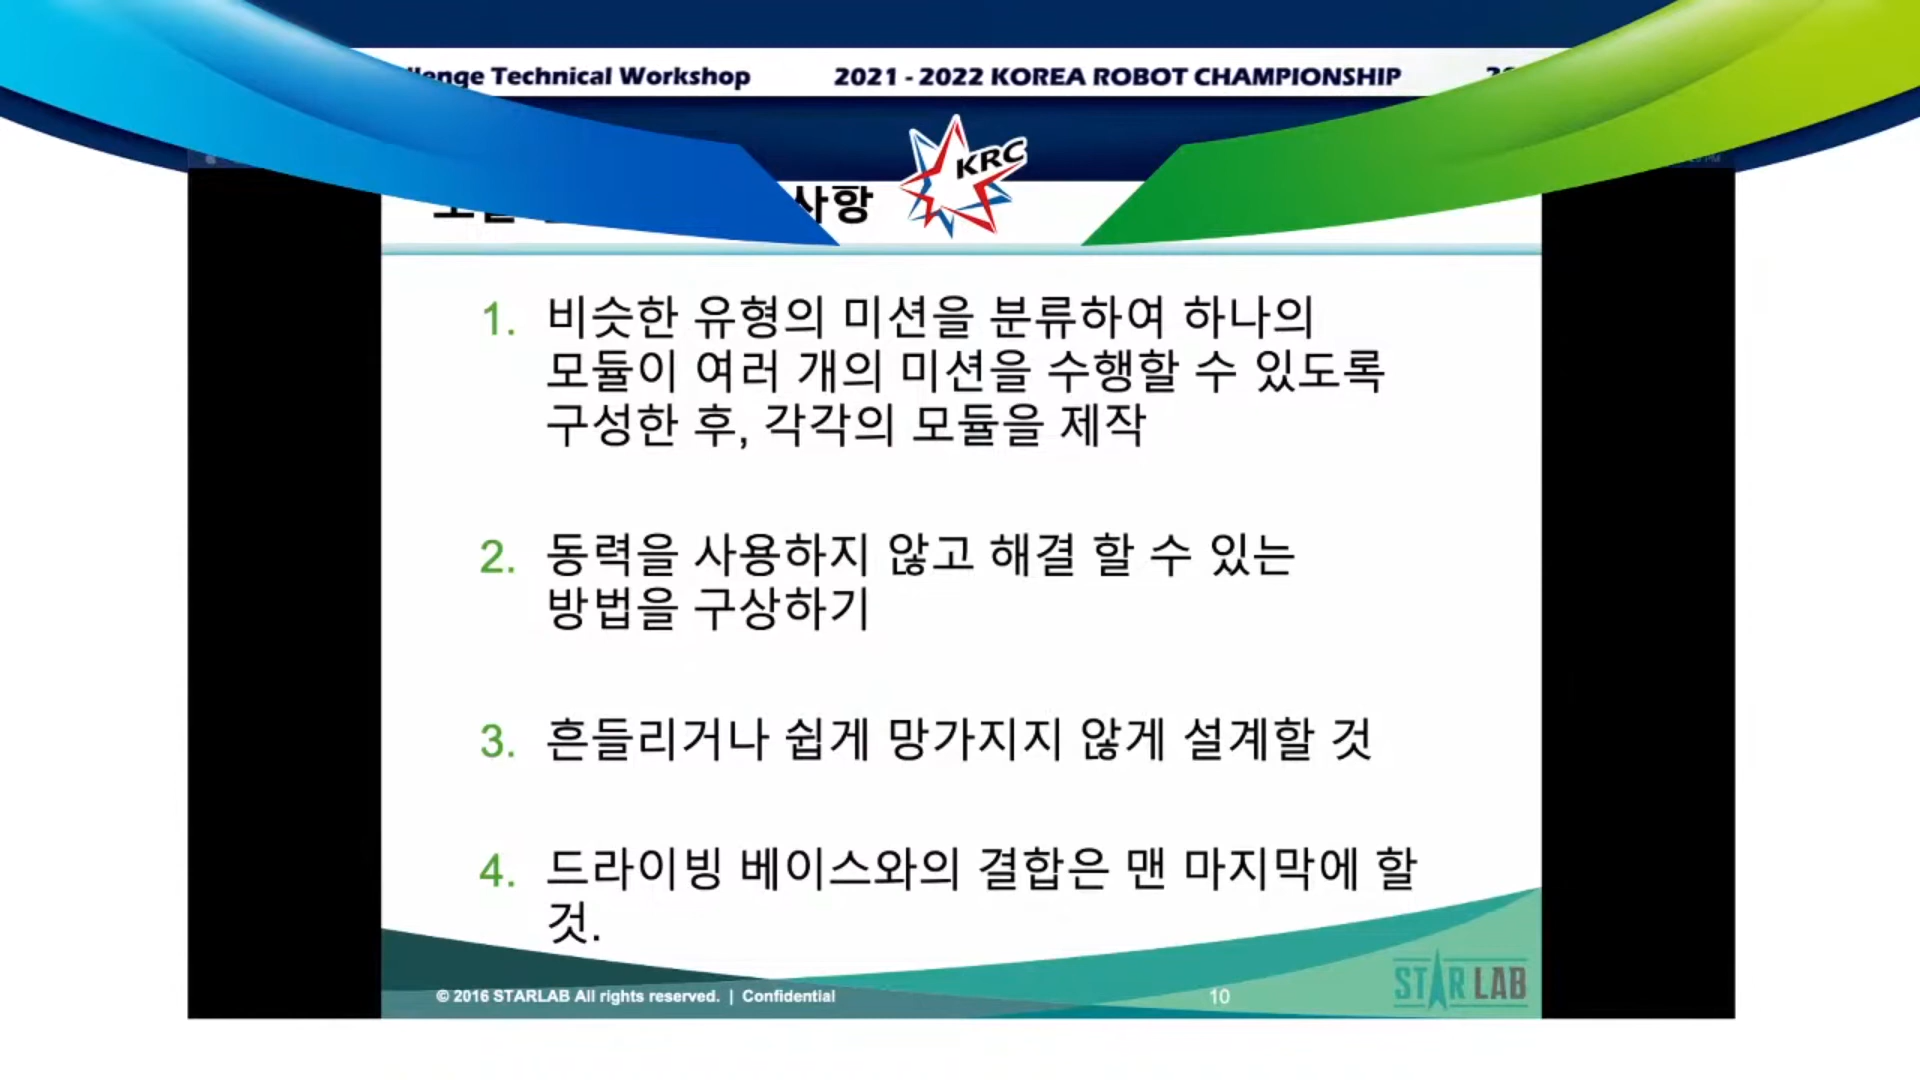 Technical Workshop 2021 - 2022 KOREA ROBOT CHAMPIONSHIP
KRC
사항
1. 비슷한 유형의 미션을 분류하여 하나의
모듈이 여러 개의 미션을 수행할 수 있도록
구성한 후, 각각의 모듈을 제작
2. 동력을 사용하지 않고 해결 할 수 있는
방법을 구상하기
3. 흔들리거나 쉽게 망가지지 않게 설계할 것
4. 드라이빙 베이스와의 결합은 맨 마지막에 할
것.
© 2016 STARLAB All rights reserved. | Confidential
10
STAR LAB